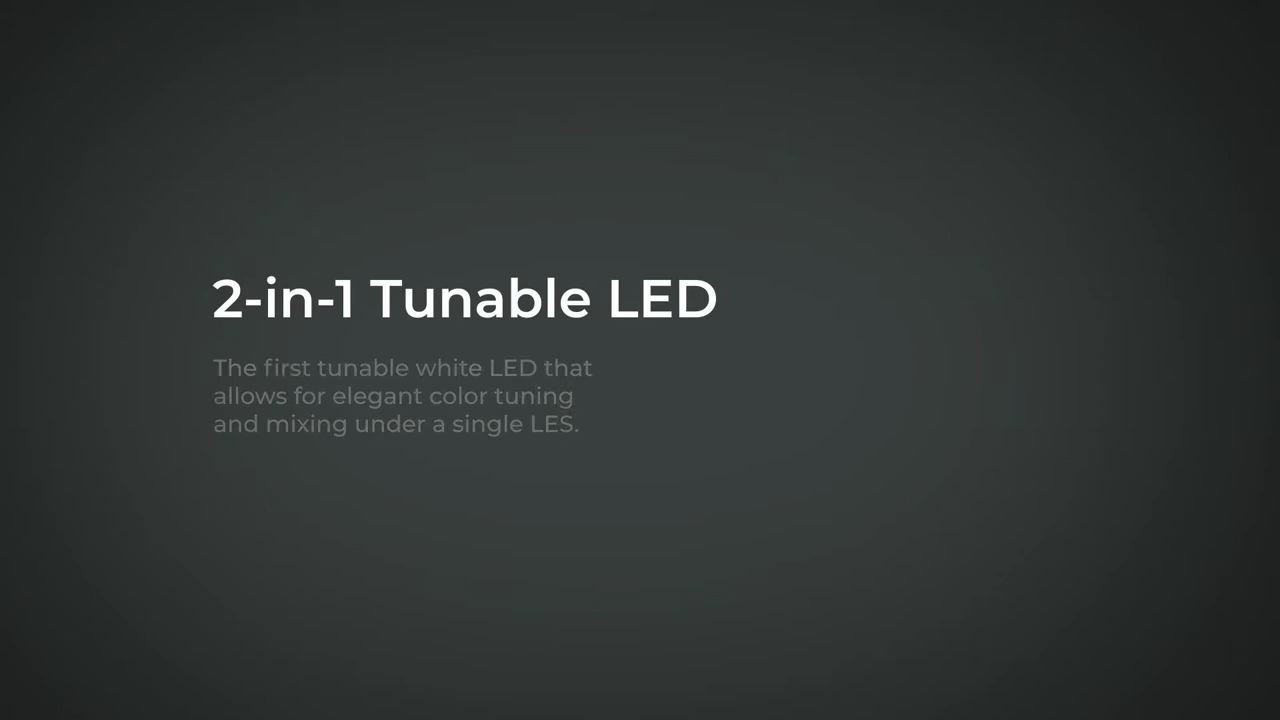 2-in-1 Tunable LED
The first tunable white LED that
allows for elegant color tuning
and mixing under a single LES.